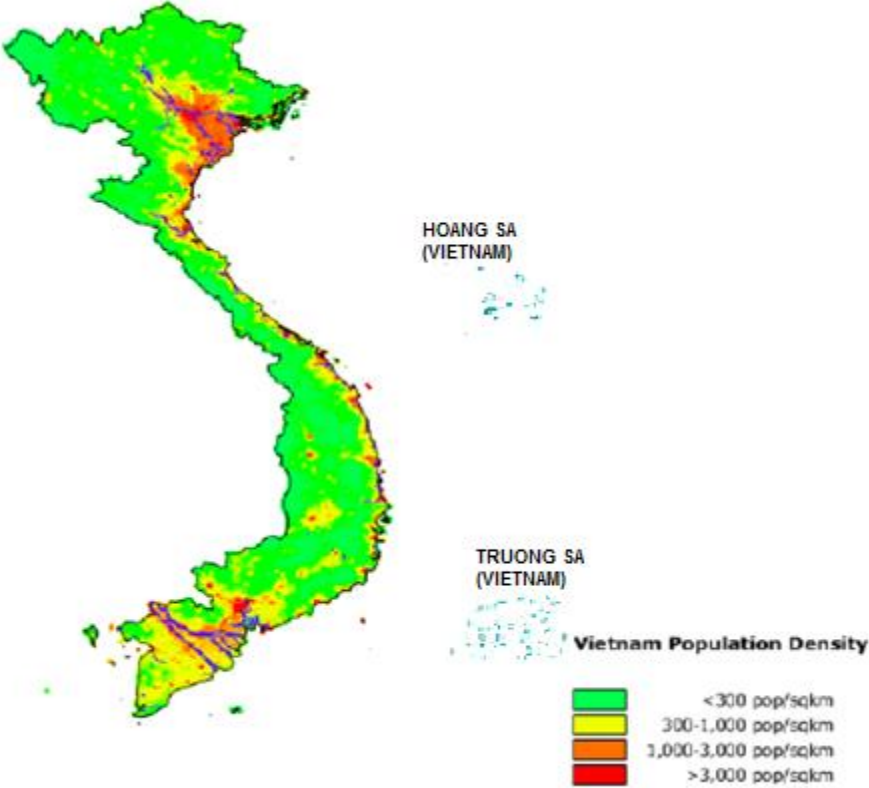 HOANG SA
(VIETNAM)
TRUONG SA
(VIETNAM)
Vietnam Population Density
<300 pop/sqkm
300-1,000 pop/sqkm
1,000-3,000 pop/sqkm
>3,000 pop/sqkm